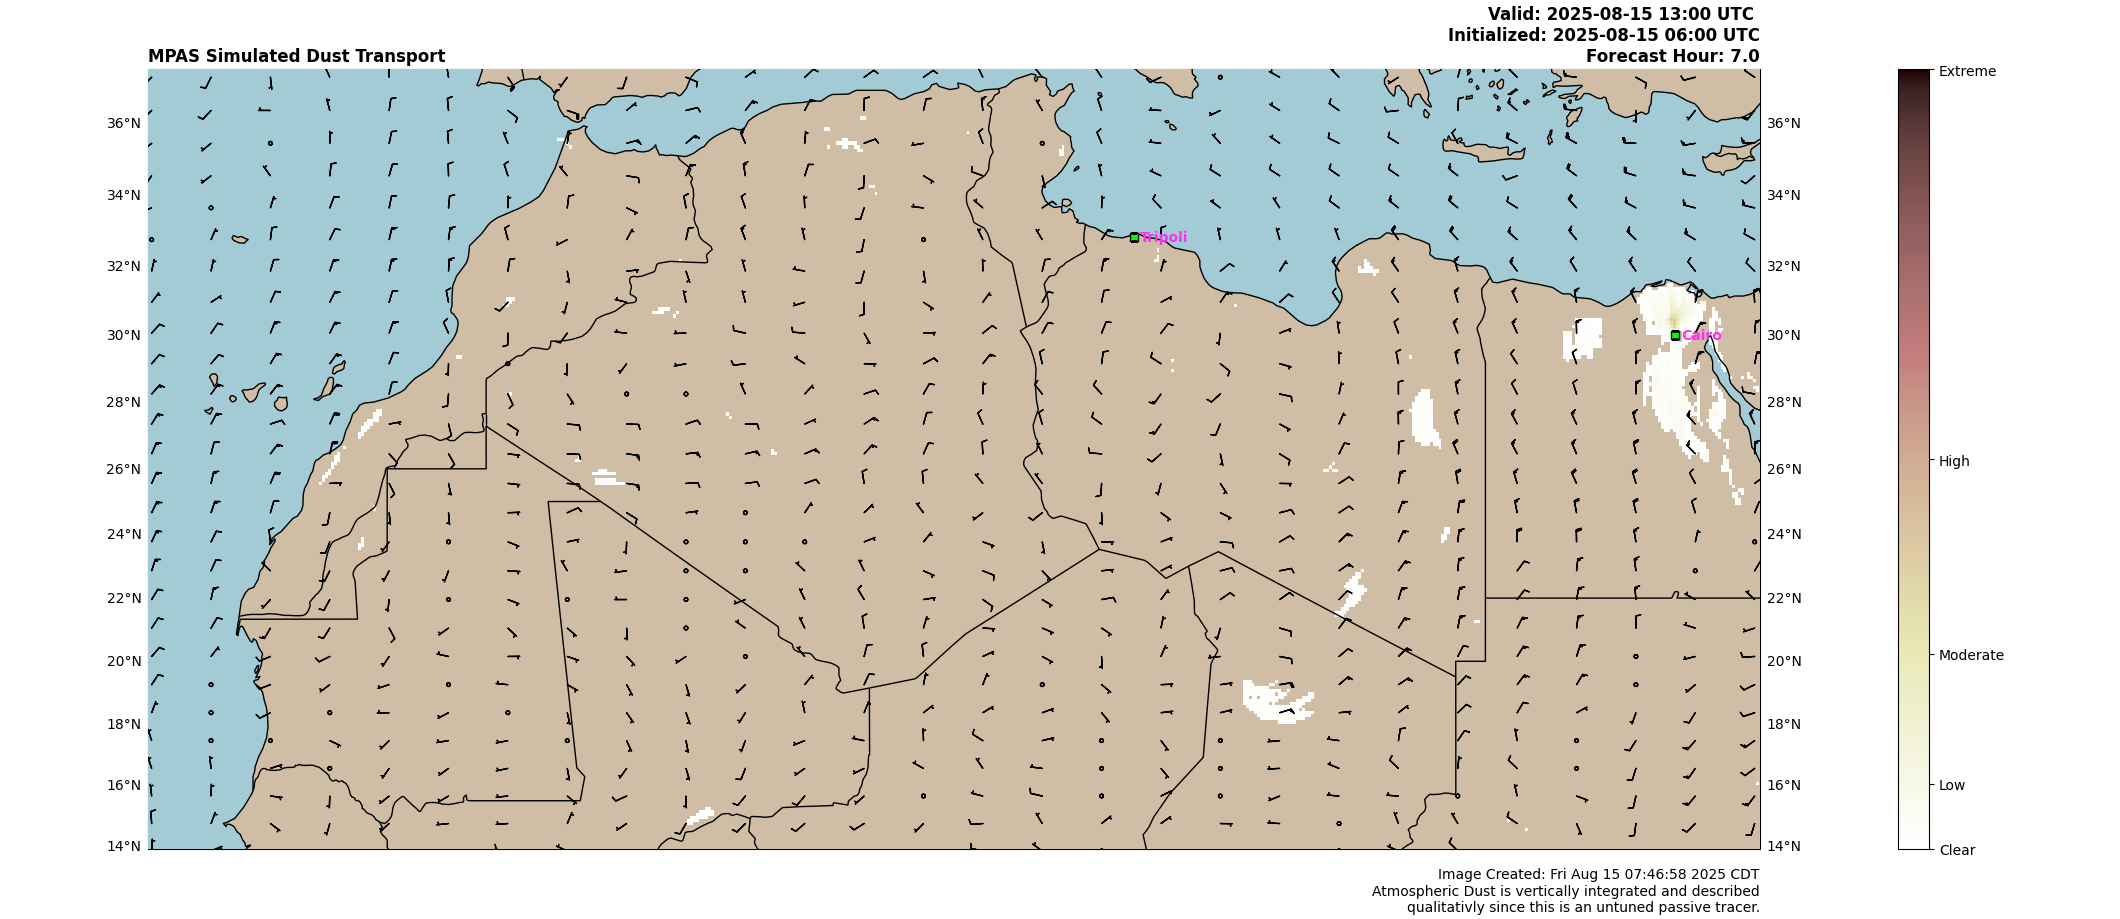 Valid: 2025-08-15 13:00 UTC
Initialized: 2025-08-15 06:00 UTC
MPAS Simulated Dust Transport
Forecast Hour: 7.0
Extreme
36°N
36°N
34°N
34°N
Tripoli
32°N
32°N
30°N
Cairo
30°N
28°N
28°N
26°N
26°N
High
24°N
24°N
22°N
22°N
20°N
20°N
Moderate
18°N
18°N
16°N
16°N
Low
14°N
14°N
Clear
Image Created: Fri Aug 15 07:46:58 2025 CDT
Atmospheric Dust is vertically integrated and described
qualitativly since this is an untuned passive tracer.